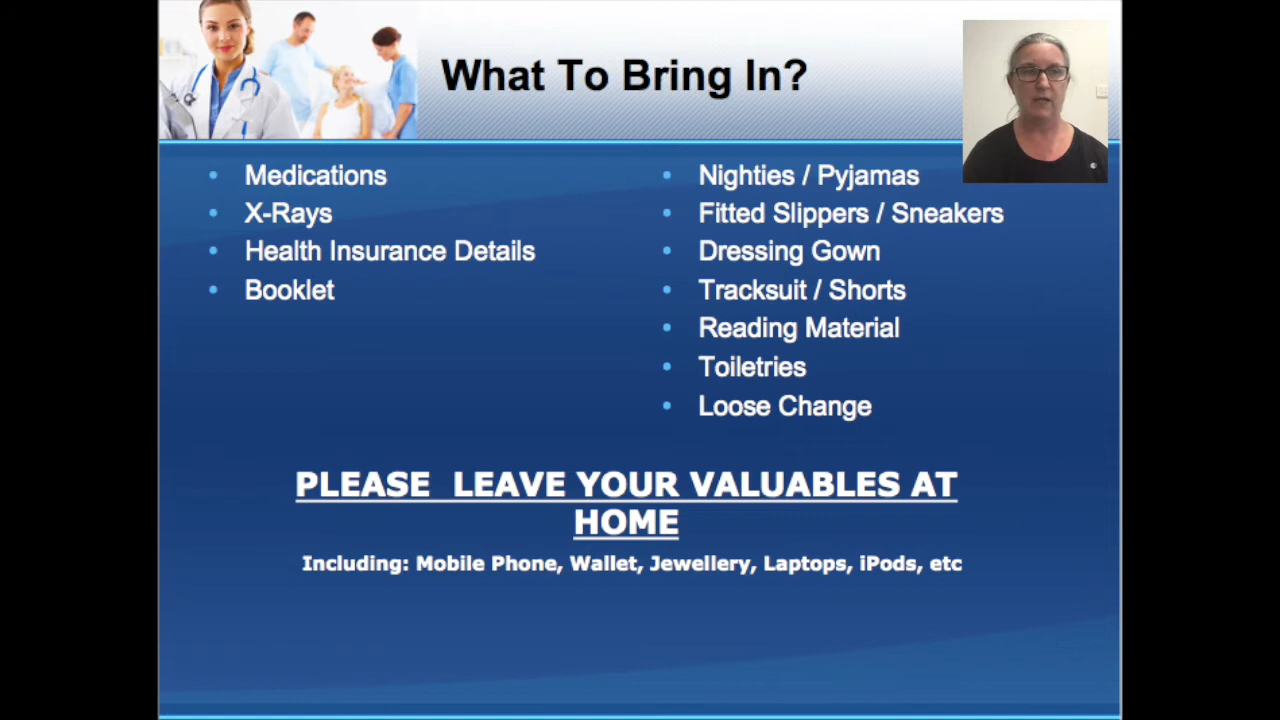 What To Bring In?
Medications
X-Rays
Health Insurance Details
Booklet
Nighties / Pyjamas
Fitted Slippers / Sneakers
Dressing Gown
Tracksuit / Shorts
Reading Material
Toiletries
Loose Change
PLEASE LEAVE YOUR VALUABLES AT
HOME
Including: Mobile Phone, Wallet, Jewellery, Laptops, iPods, etc